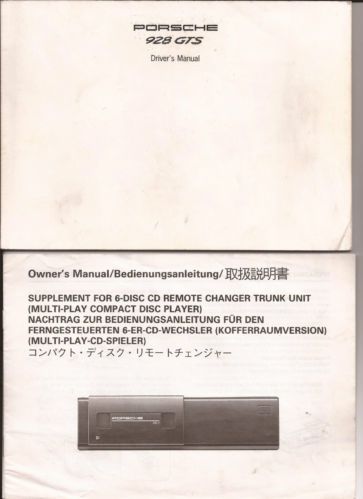 PORSCHE
928 GTS
Driver's Manual
Owner's Manual/Bedienungsanleitung/取扱説明書
SUPPLEMENT FOR 6-DISC CD REMOTE CHANGER TRUNK UNIT
(MULTI-PLAY COMPACT DISC PLAYER)
NACHTRAG ZUR BEDIENUNGSANLEITUNG FÜR DEN
FERNGESTEUERTEN 6-ER-CD-WECHSLER (KOFFERRAUMVERSION)
(MULTI-PLAY-CD-SPIELER)
コンパクト・ディスク・リモートチェンジャー
PORSCHE